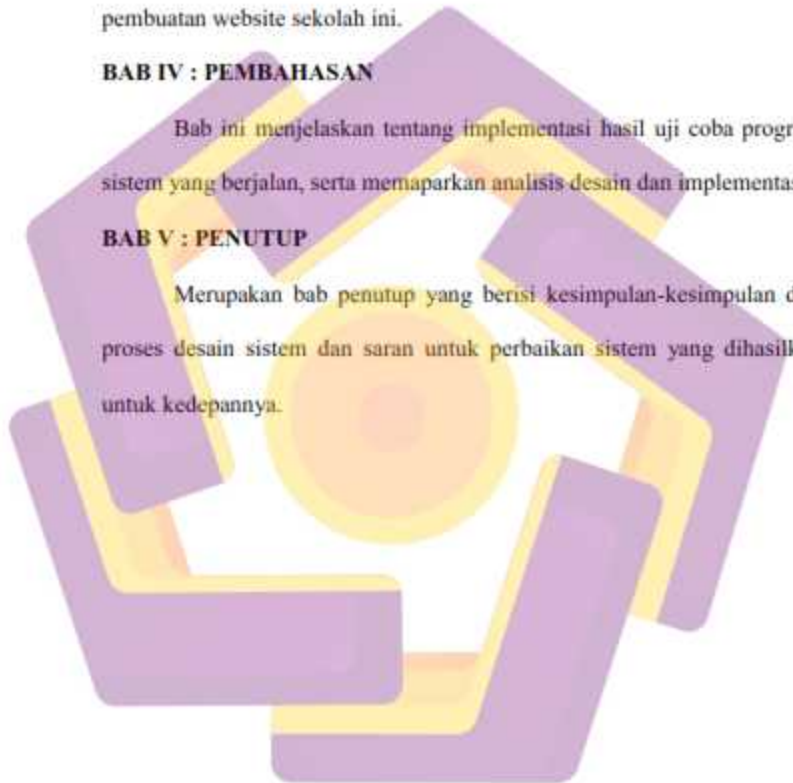 pembuatan website sekolah ini.
BAB IV : PEMBAHASAN
Bab ini menjelaskan tentang implementasi hasil uji coba progr
sistem yang berjalan, serta memaparkan analisis desain dan implementas
BAB V : PENUTUP
Merupakan bab penutup yang berisi kesimpulan-kesimpulan d
proses desain sistem dan saran untuk perbaikan sistem yang dihasilk
untuk kedepannya.